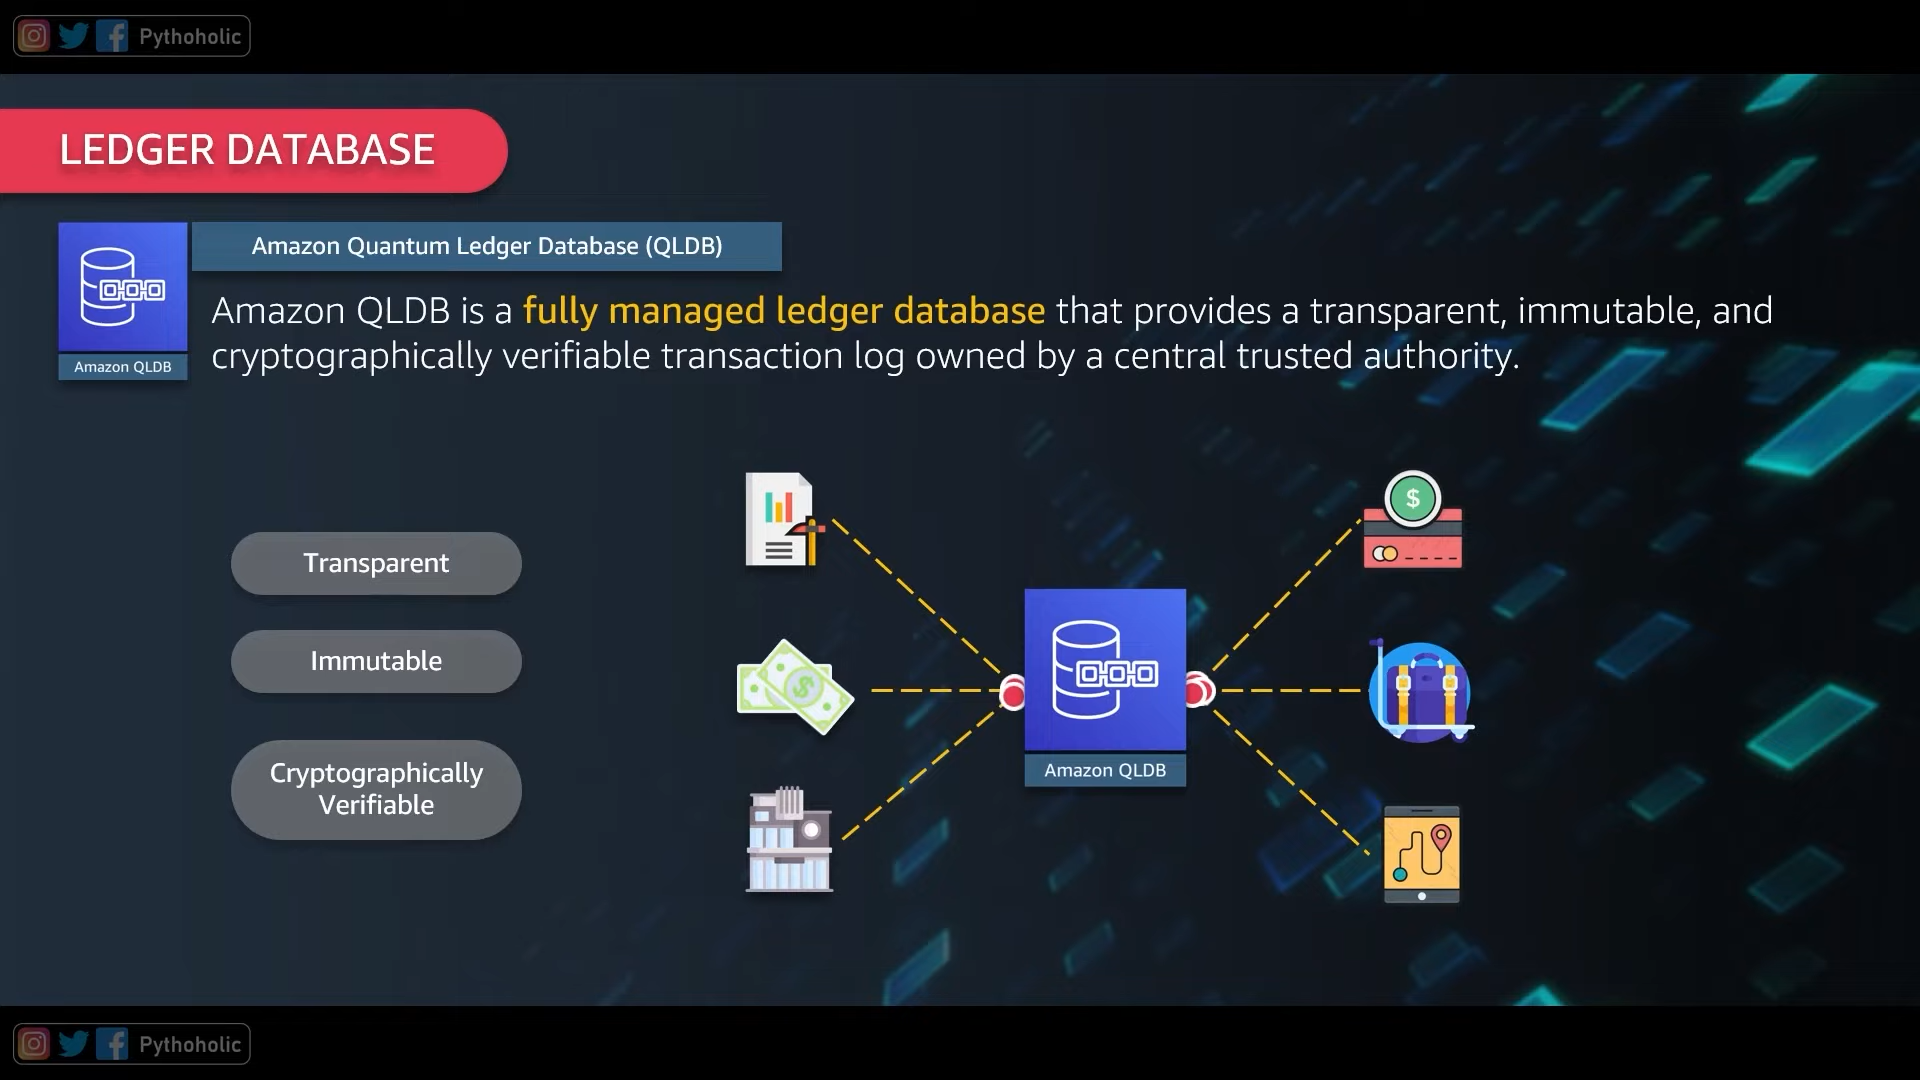 Pythoholic
LEDGER DATABASE
Amazon Quantum Ledger Database (QLDB)
Amazon QLDB is a fully managed ledger database that provides a transparent, immutable, and
cryptographically verifiable transaction log owned by a central trusted authority.
Amazon QLDB
Transparent
Immutable
Cryptographically
Verifiable
$
$
Amazon QLDB
Pythoholic